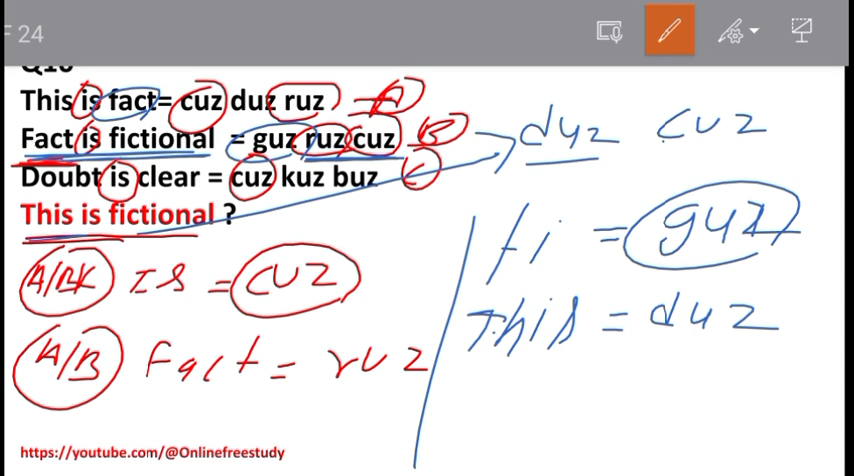 F 24
Q10
This is fact= cuz duz ruz A
Fact is fictional = guz ruz cuz B duz cuz
Doubt is clear = cuz kuz buz C
This is fictional ?
fi = guz
A/B/C IS = cuz
This = duz
A/B Fact = ruz
https://youtube.com/@Onlinefreestudy